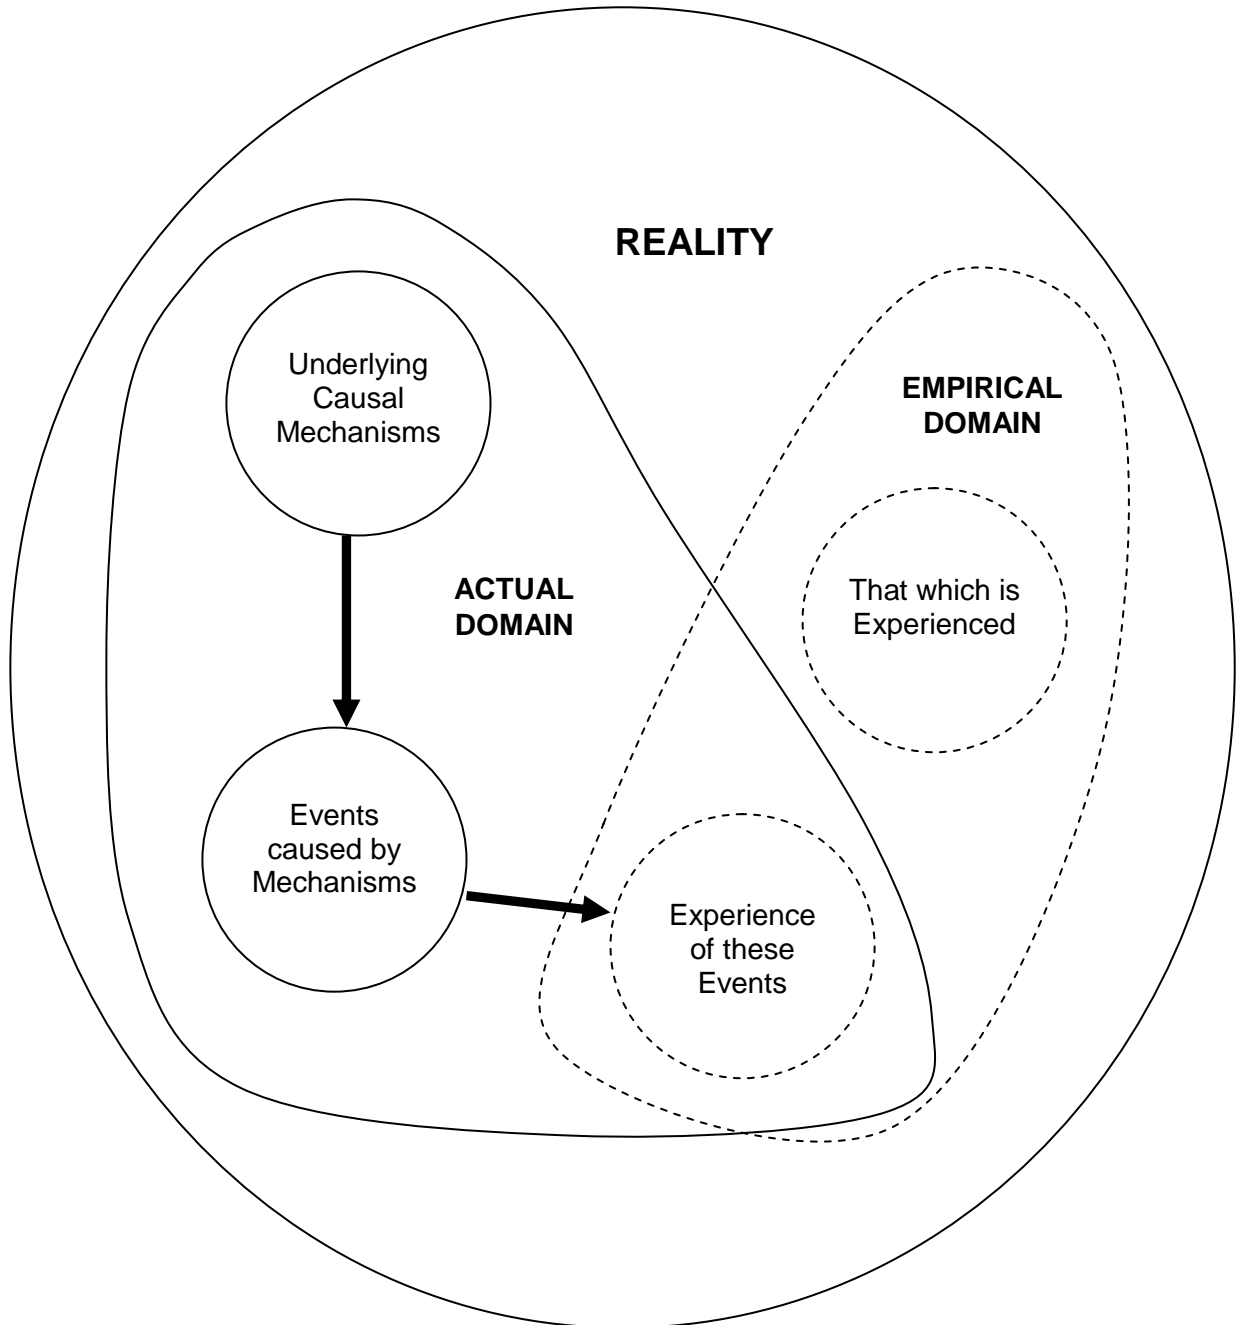 REALITY
Underlying
Causal
Mechanisms
EMPIRICAL
DOMAIN
ACTUAL
DOMAIN
That which is
Experienced
Events
caused by
Mechanisms
Experience
of these
Events